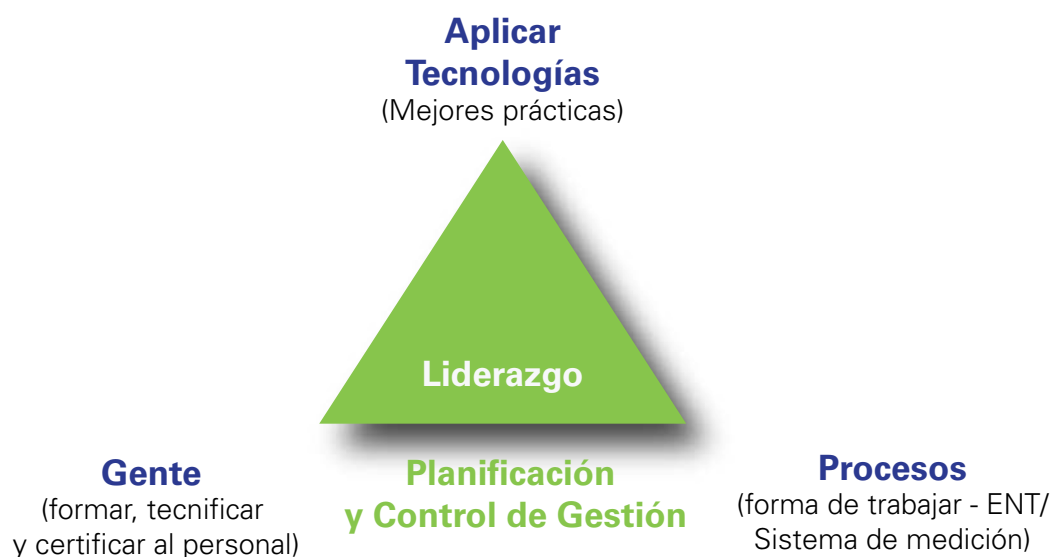 Aplicar
Tecnologías
(Mejores prácticas)
Liderazgo
Gente
(formar, tecnificar
y certificar al personal)
Planificación
y Control de Gestión
Procesos
(forma de trabajar - ENT/
Sistema de medición)